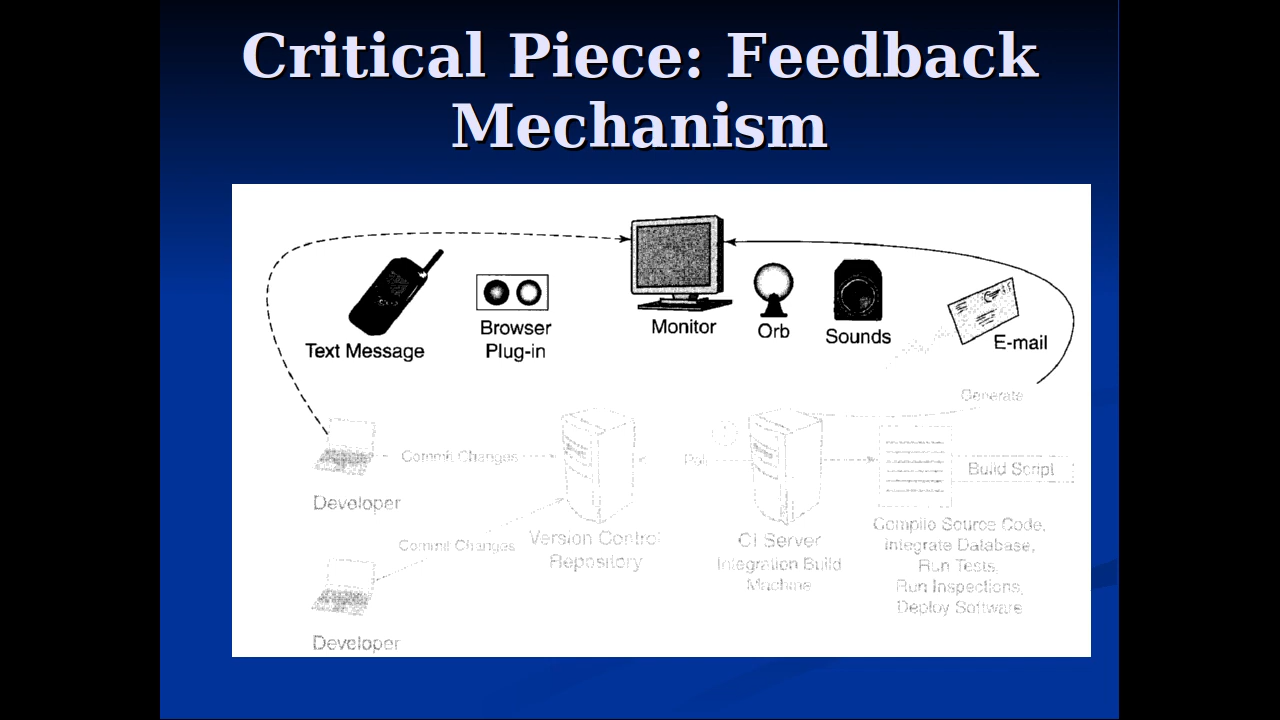 Critical Piece: Feedback
Mechanism
Text Message
Browser
Plug-in
Monitor
Orb
Sounds
E-mail
Generate
Commit Changes
Poll
Build Script
Developer
Commit Changes
Version Control
Repository
CI Server
Integration Build
Machine
Compile Source Code,
Integrate Database,
Run Tests,
Run Inspections,
Deploy Software
Developer